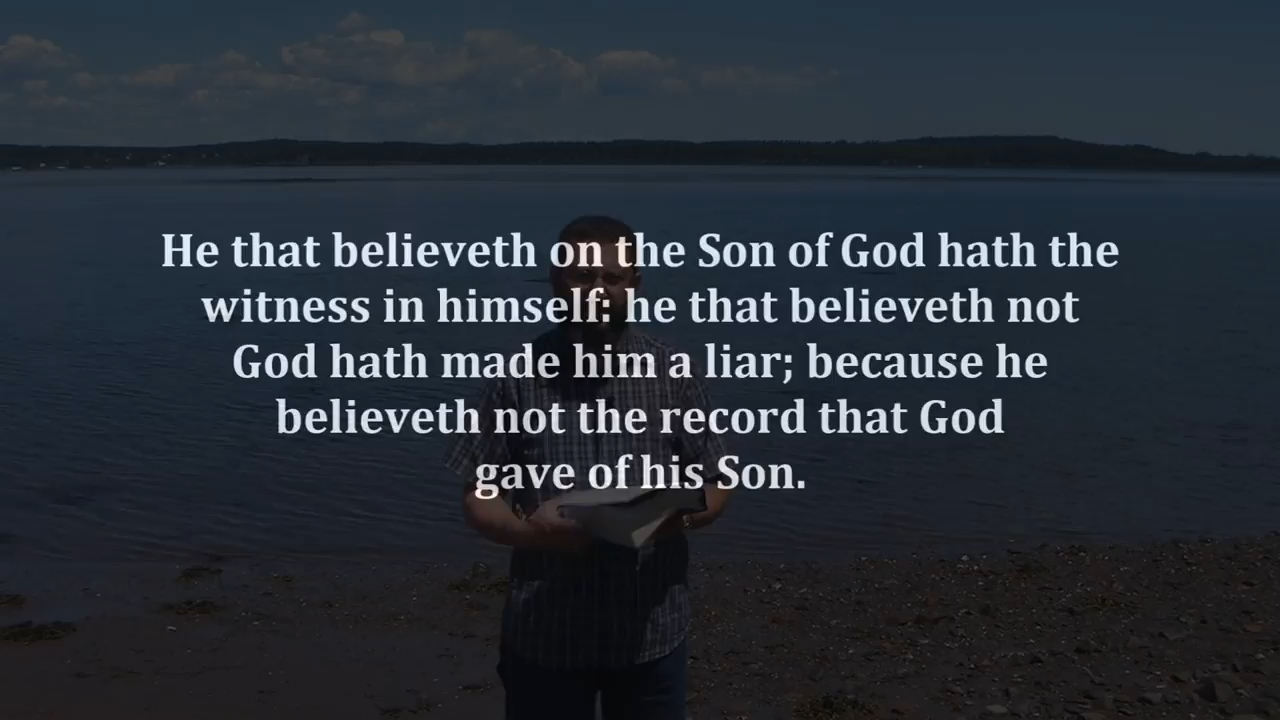 He that believeth on the Son of God hath the
witness in himself: he that believeth not
God hath made him a liar; because he
believeth not the record that God
gave of his Son.